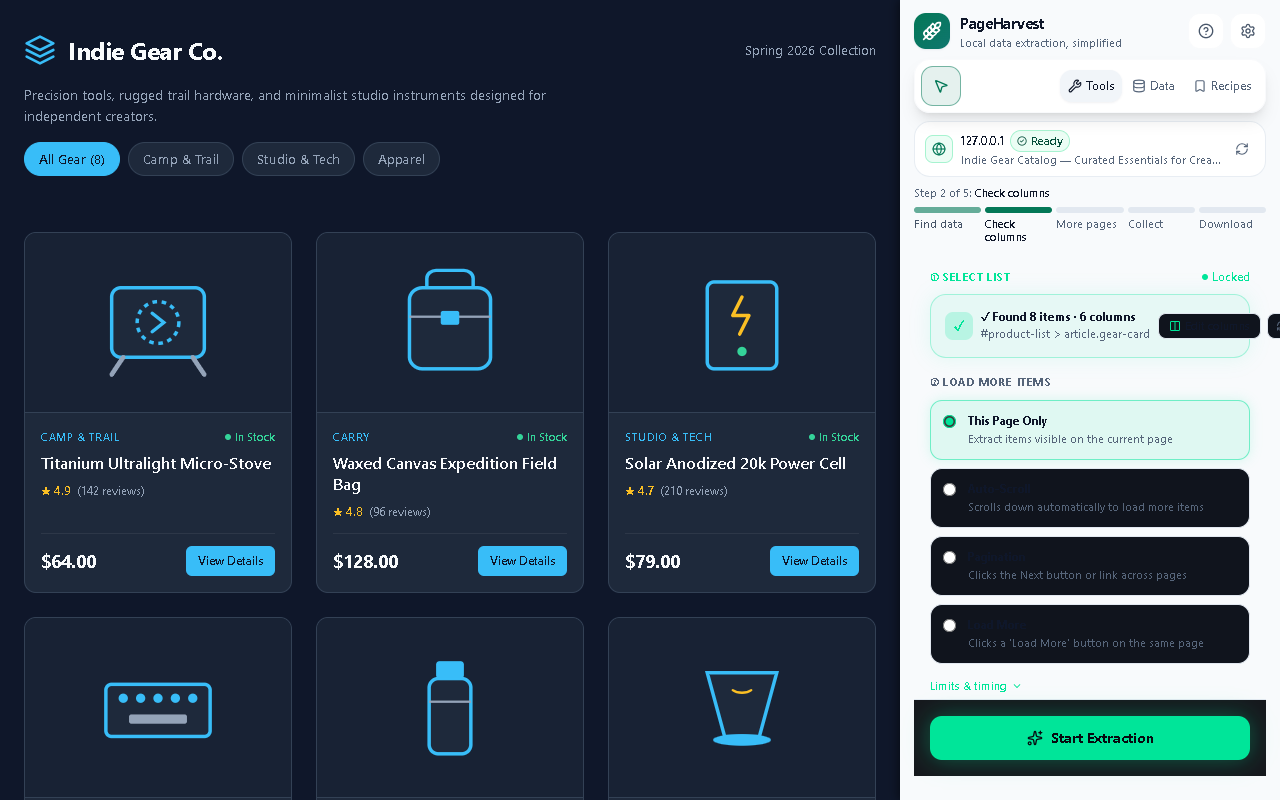 Indie Gear Co.
Spring 2026 Collection
Precision tools, rugged trail hardware, and minimalist studio instruments designed for
independent creators.
All Gear (8)
Camp & Trail
Studio & Tech
Apparel
CAMP & TRAIL
In Stock
Titanium Ultralight Micro-Stove
★ 4.9 (142 reviews)
$64.00
View Details
CARRY
In Stock
Waxed Canvas Expedition Field
Bag
★ 4.8 (96 reviews)
$128.00
View Details
STUDIO & TECH
In Stock
Solar Anodized 20k Power Cell
★ 4.7 (210 reviews)
$79.00
View Details
PageHarvest
Local data extraction, simplified
Tools
Data
Recipes
127.0.0.1
Ready
Indie Gear Catalog — Curated Essentials for Crea...
Step 2 of 5: Check columns
Find data
Check
columns
More pages
Collect
Download
① SELECT LIST
Locked
✓ Found 8 items · 6 columns
#product-list > article.gear-card
② LOAD MORE ITEMS
This Page Only
Extract items visible on the current page
Scrolls down automatically to load more items
Clicks the Next button or link across pages
Clicks a 'Load More' button on the same page
Limits & timing
Start Extraction